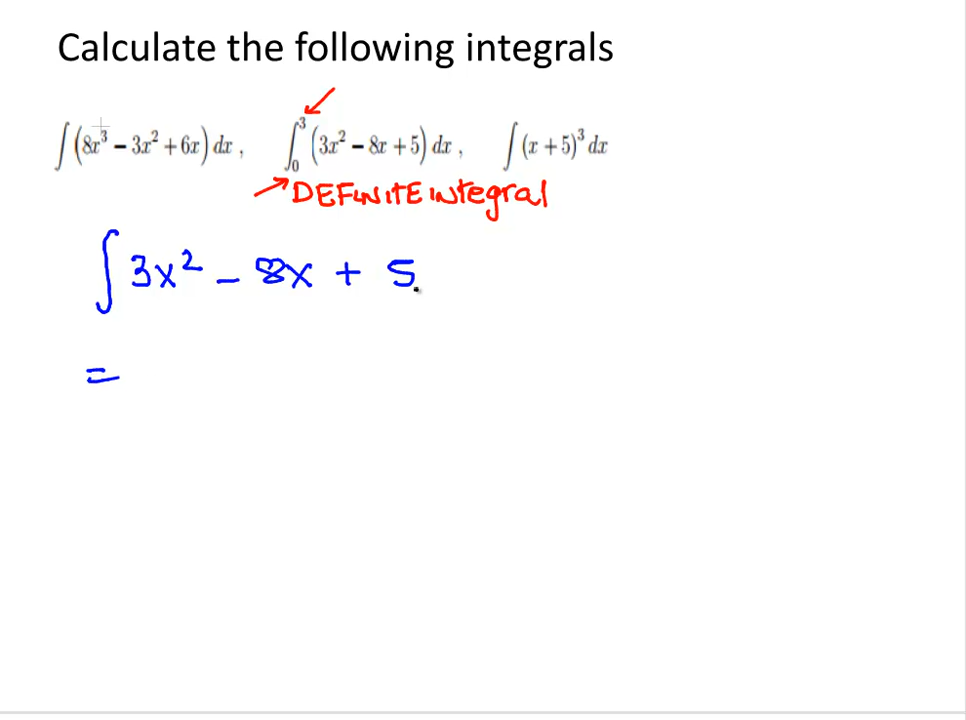 Calculate the following integrals
∫(8x³ − 3x² + 6x) dx , ∫₀³(3x² − 8x + 5) dx , ∫(x + 5)³ dx
DEFINITE integral
∫ 3x² − 8x + 5
=